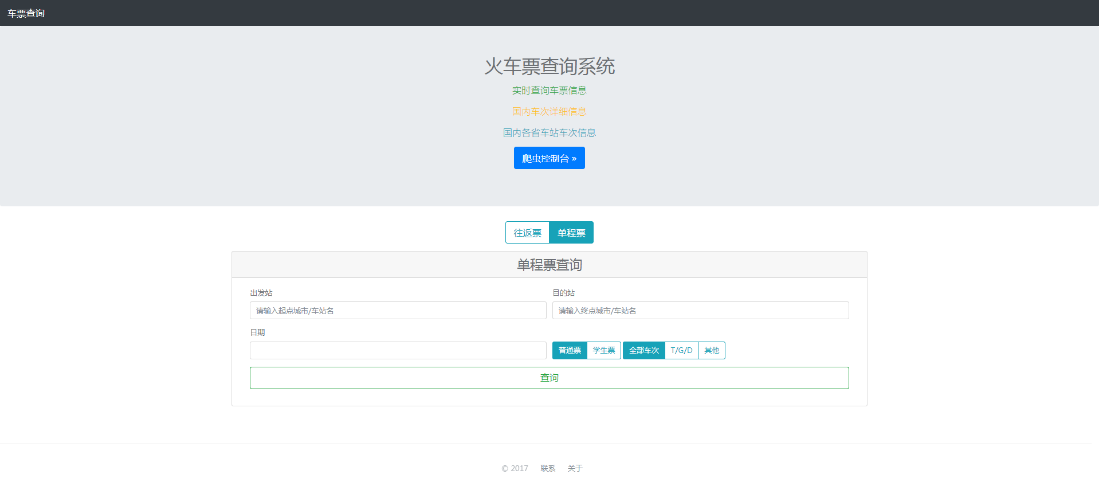 车票查询
火车票查询系统
实时查询车票信息
国内车次详细信息
国内各省车站车次信息
爬虫控制台 »
往返票 单程票
单程票查询
出发站 目的站
请输入起点城市/车站名 请输入终点城市/车站名
日期
普通票 学生票 全部车次 T/G/D 其他
查询
© 2017 联系 关于